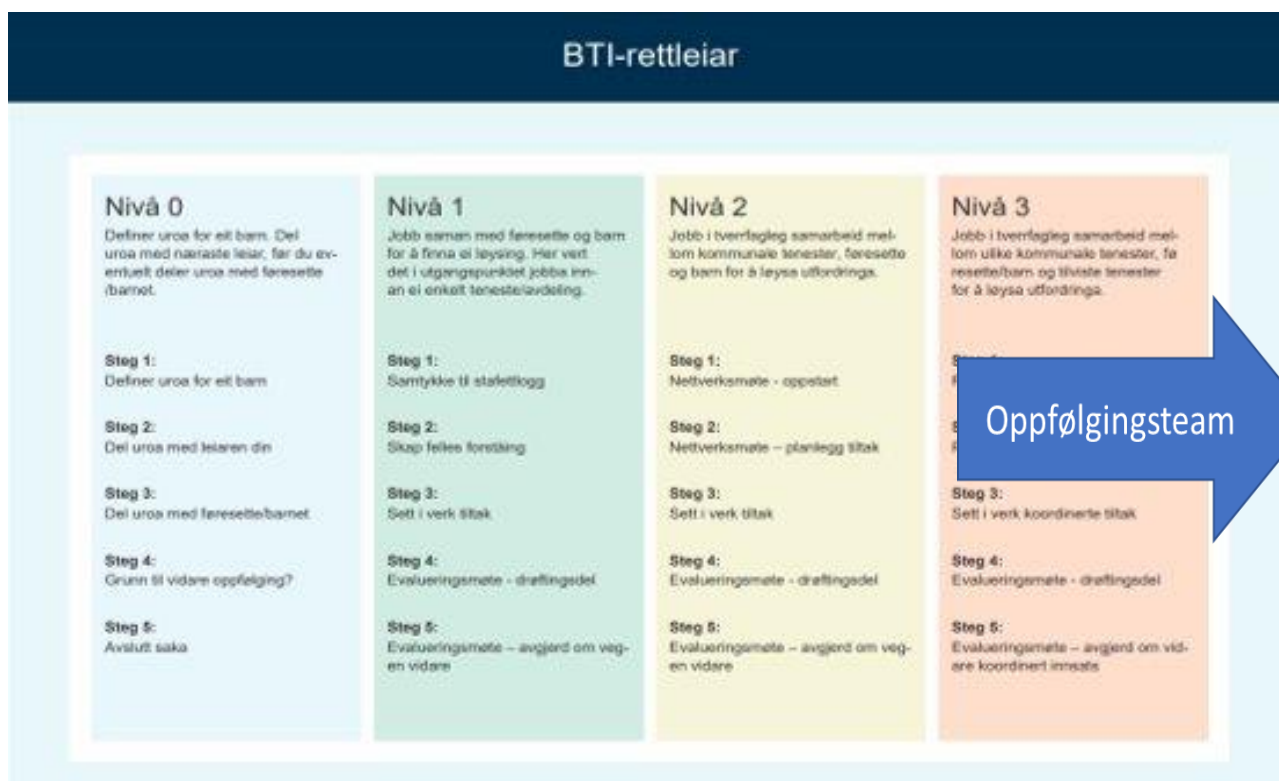 BTI-rettleiar
Nivå 0
Definer uroa for eit barn. Del
uroa med næraste leiar, før du ev-
entuelt deler uroa med føresette
/barnet.
Steg 1:
Definer uroa for eit barn
Steg 2:
Del uroa med leiaren din
Steg 3:
Del uroa med føresette/barnet
Steg 4:
Grunn til vidare oppfølging?
Steg 5:
Avslutt saka
Nivå 1
Jobb saman med føresette og barn
for å finna ei løysing. Her vert
det i utgangspunktet jobba inn-
an ei enkelt teneste/avdeling.
Steg 1:
Samtykke til stafettlogg
Steg 2:
Skap felles forståing
Steg 3:
Sett i verk tiltak
Steg 4:
Evalueringsmøte - drøftingsdel
Steg 5:
Evalueringsmøte – avgjerd om veg-
en vidare
Nivå 2
Jobb i tverrfagleg samarbeid mel-
lom kommunale tenester, føresette
og barn for å løysa utfordringa.
Steg 1:
Nettverksmøte - oppstart
Steg 2:
Nettverksmøte – planlegg tiltak
Steg 3:
Sett i verk tiltak
Steg 4:
Evalueringsmøte - drøftingsdel
Steg 5:
Evalueringsmøte – avgjerd om veg-
en vidare
Nivå 3
Jobb i tverrfagleg samarbeid mel-
lom ulike kommunale tenester, fø
resette/barn og tilviste tenester
for å løysa utfordringa.
Oppfølgingsteam
Steg 3:
Sett i verk koordinerte tiltak
Steg 4:
Evalueringsmøte - drøftingsdel
Steg 5:
Evalueringsmøte – avgjerd om vid-
are koordinert innsats